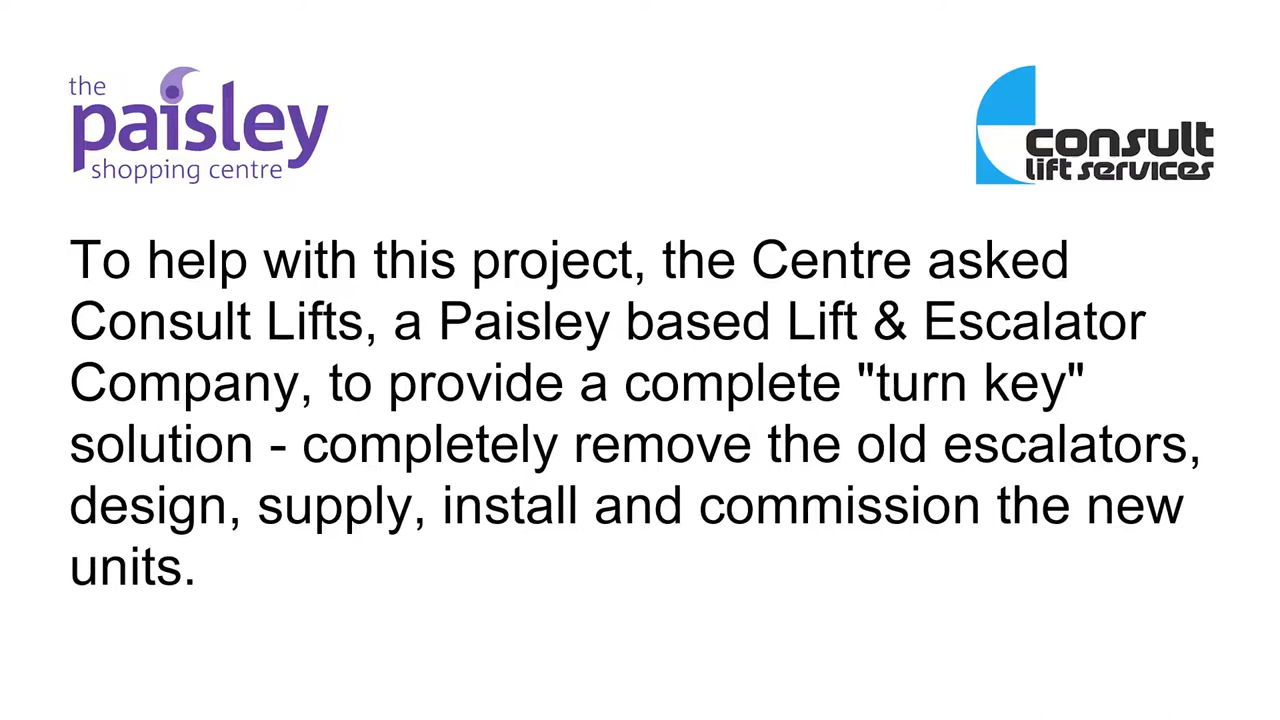 the
paisley
shopping centre
consult
lift services
To help with this project, the Centre asked
Consult Lifts, a Paisley based Lift & Escalator
Company, to provide a complete "turn key"
solution - completely remove the old escalators,
design, supply, install and commission the new
units.